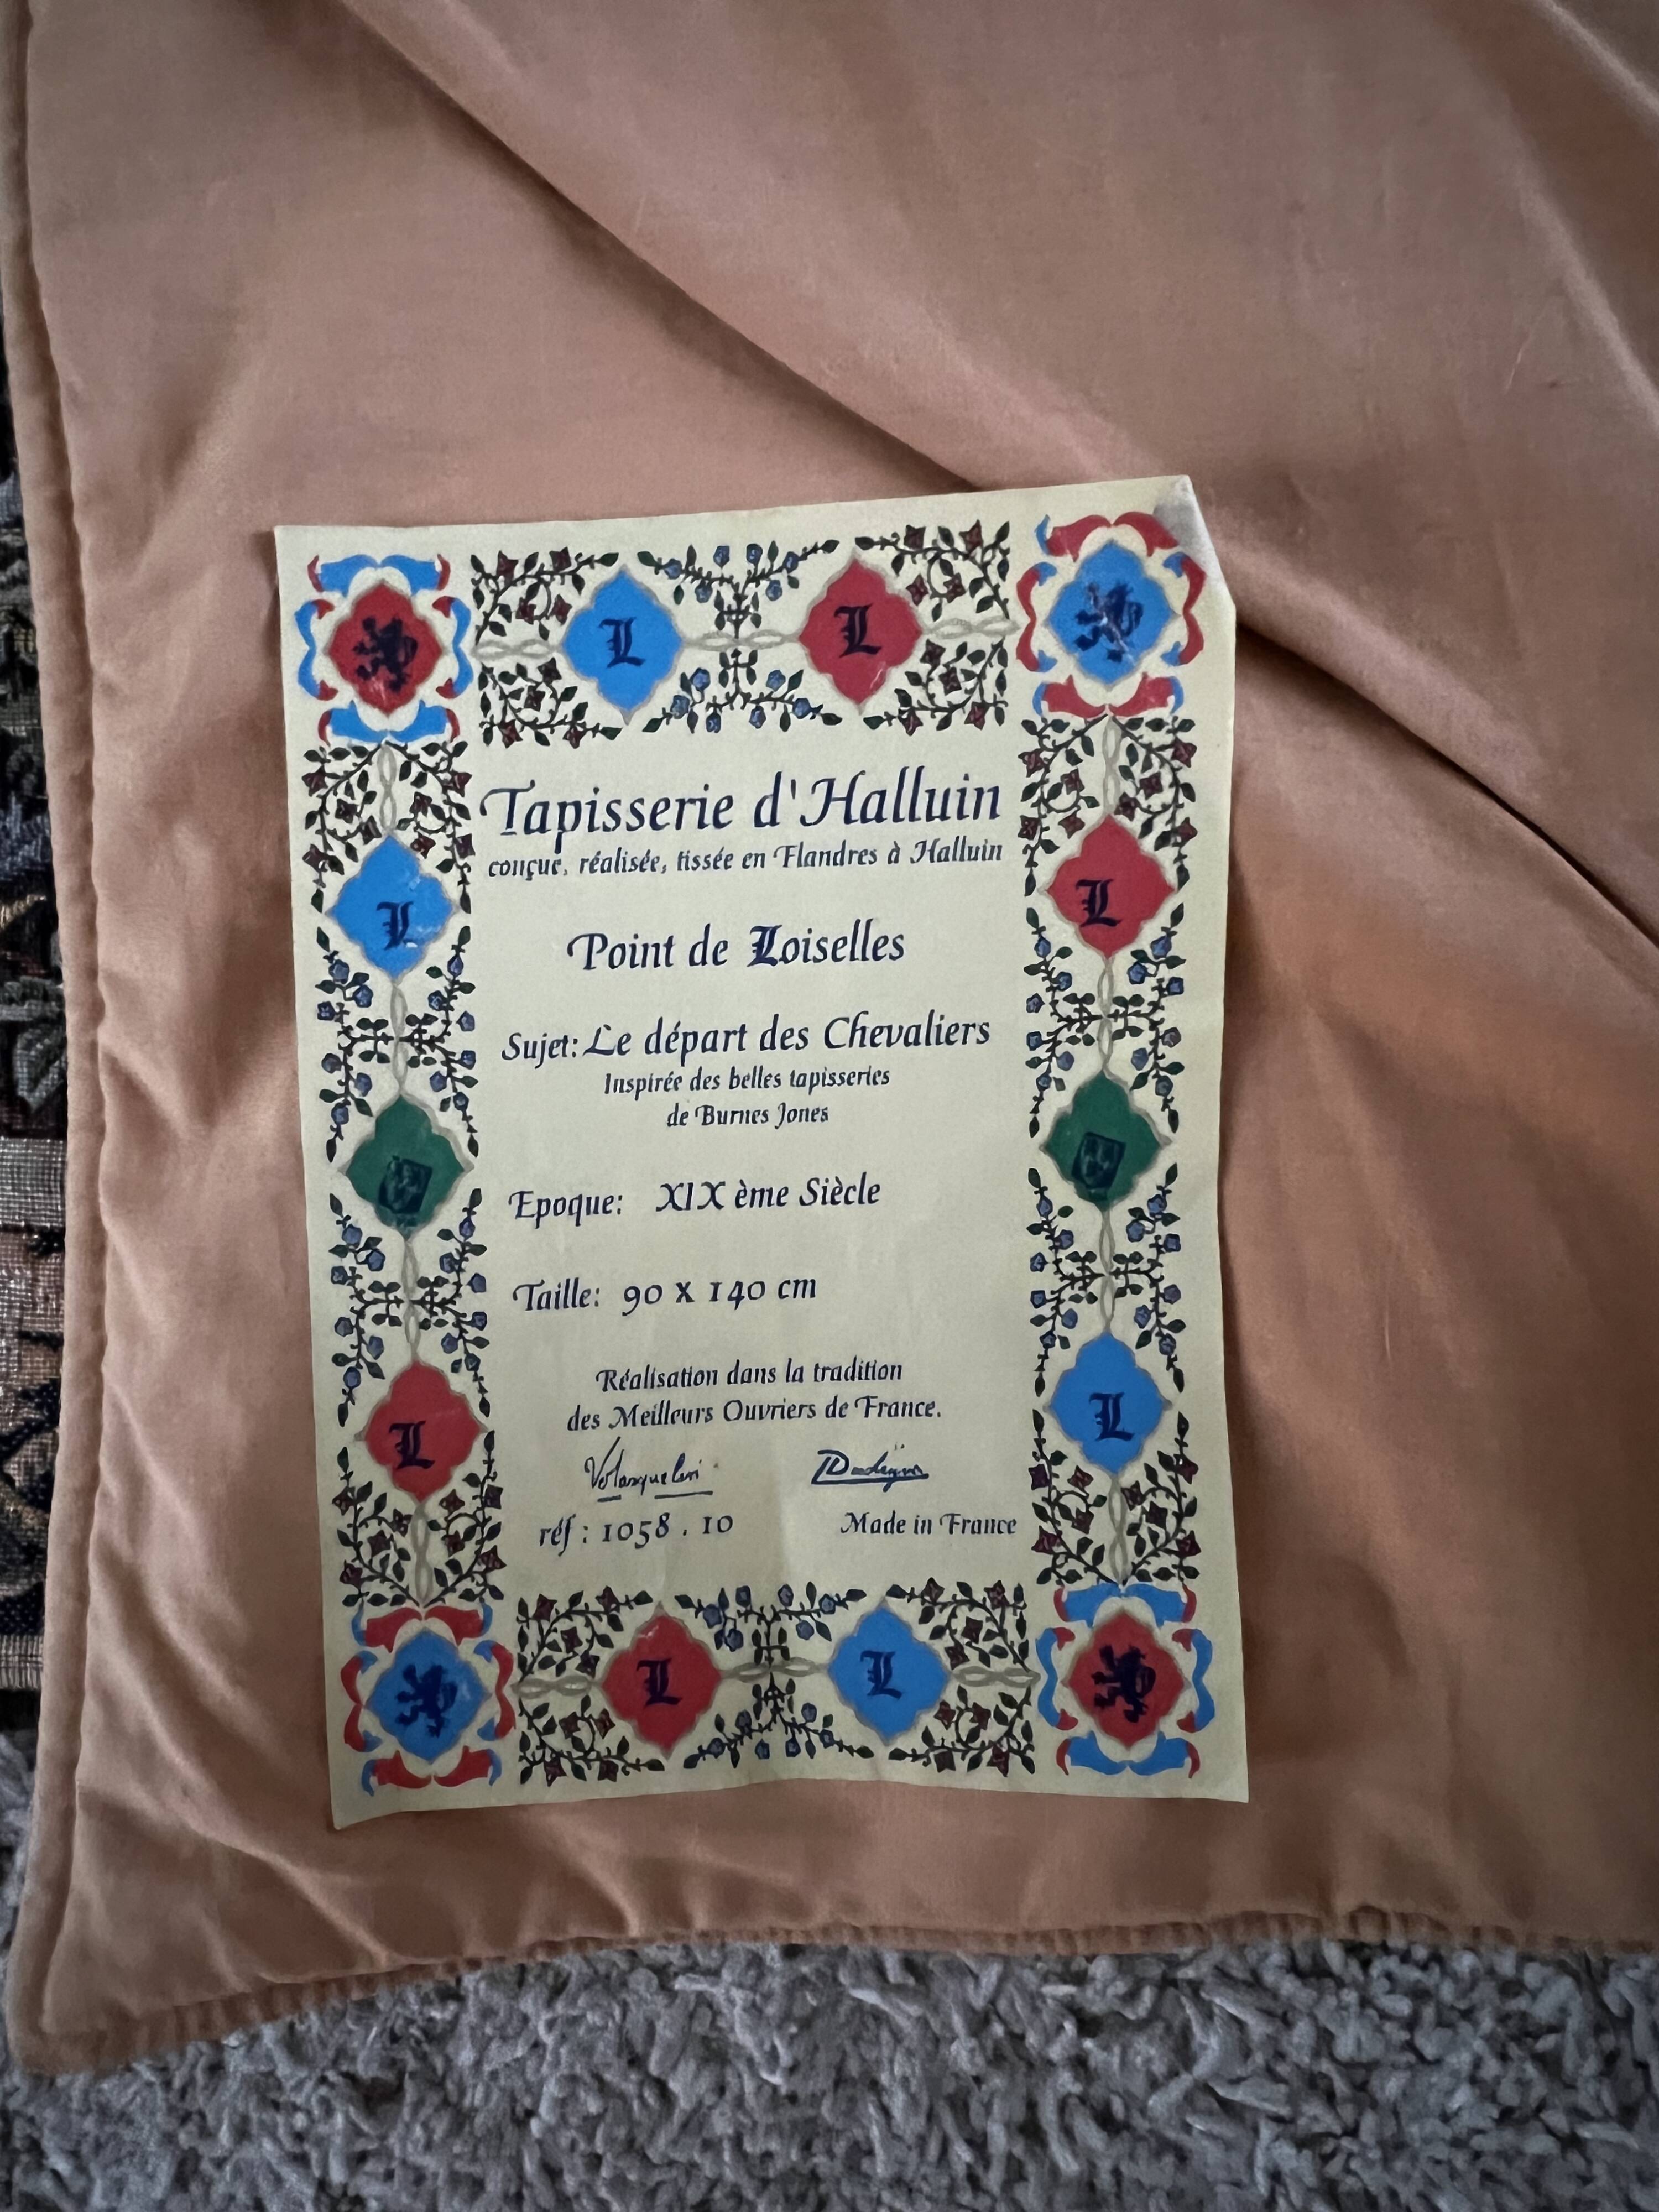 L L
Tapisserie d'Halluin
conçue, réalisée, tissée en Flandres à Halluin
L L
Point de Loiselles
Sujet: Le départ des Chevaliers
Inspirée des belles tapisseries
de Burnes Jones
Epoque: XIX ème Siècle
Taille: 90 x 140 cm
Réalisation dans la tradition
des Meilleurs Ouvriers de France.
L L
réf : 1058 . 10 Made in France
L L